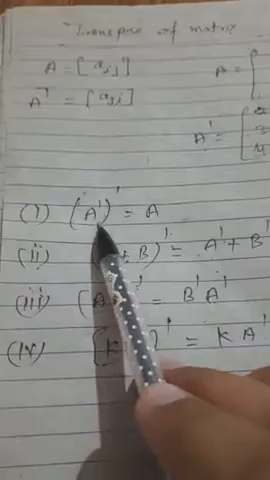 Transpose of matrix
A = [aij]
A' = [aji]
A =
A' =
(i) (A')' = A
(ii) + B)' = A' + B'
(iii) (A )' = B'A'
(iv) [K ]' = KA'